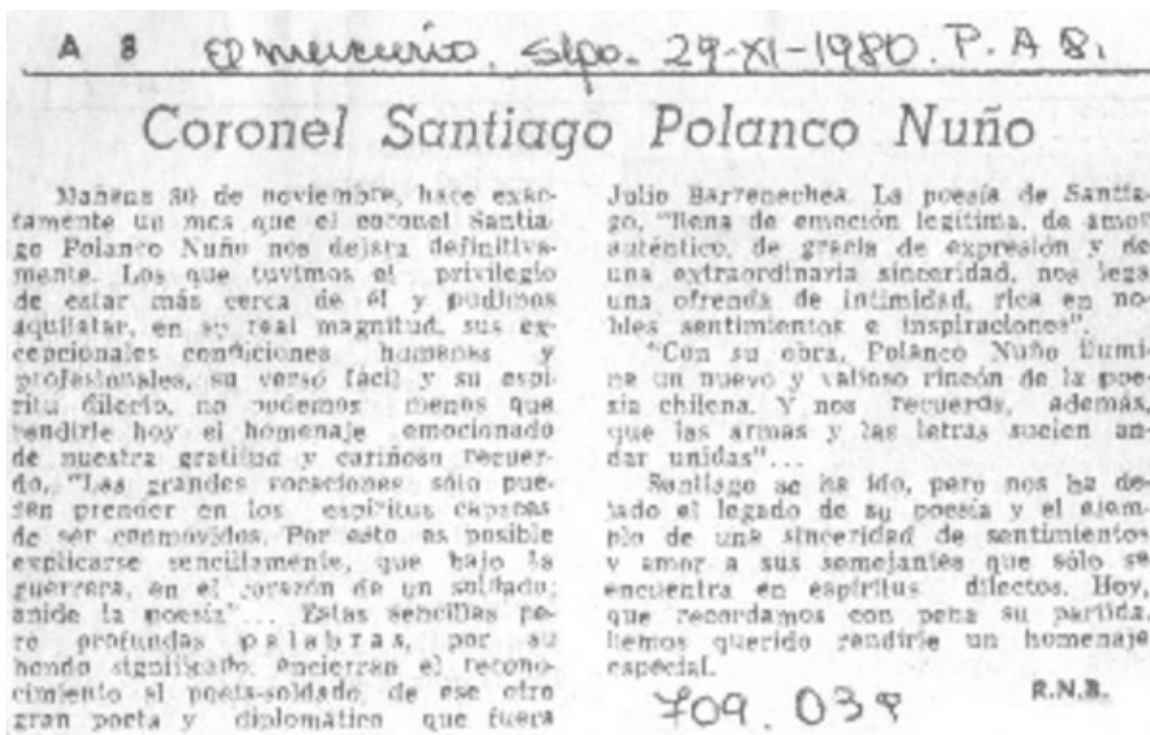 A 8 El Mercurio, Stgo. 29-XI-1980. P. A 8.
Coronel Santiago Polanco Nuño
Mañana 30 de noviembre, hace exac-
tamente un mes que el coronel Santia-
go Polanco Nuño nos dejara definitiva-
mente. Los que tuvimos el privilegio
de estar más cerca de él y pudimos
aquilatar, en su real magnitud, sus ex-
cepcionales condiciones humanas y
profesionales, su verso fácil y su espí-
ritu dilecto, no podemos menos que
rendirle hoy el homenaje emocionado
de nuestra gratitud y cariñoso recuer-
do, "Las grandes vocaciones sólo pue-
den prender en los espíritus capaces
de ser conmovidos. Por esto es posible
explicarse sencillamente, que bajo la
guerrera, en el corazón de un soldado;
anide la poesía"... Estas sencillas pe-
ro profundas palabras, por su
hondo significado, encierran el recono-
cimiento al poeta-soldado, de ese otro
gran poeta y diplomático que fuera
Julio Barrenechea. La poesía de Santia-
go, "llena de emoción legítima, de amor
auténtico, de gracia de expresión y de
una extraordinaria sinceridad, nos lega
una ofrenda de intimidad, rica en no-
bles sentimientos e inspiraciones".
"Con su obra, Polanco Nuño ilumi-
na un nuevo y valioso rincón de la poe-
sía chilena. Y nos recuerda, además,
que las armas y las letras suelen an-
dar unidas"...
Santiago se ha ido, pero nos ha de-
jado el legado de su poesía y el ejem-
plo de una sinceridad de sentimientos
y amor a sus semejantes que sólo se
encuentra en espíritus dilectos. Hoy,
que recordamos con pena su partida,
hemos querido rendirle un homenaje
especial.
R.N.B.
709.038